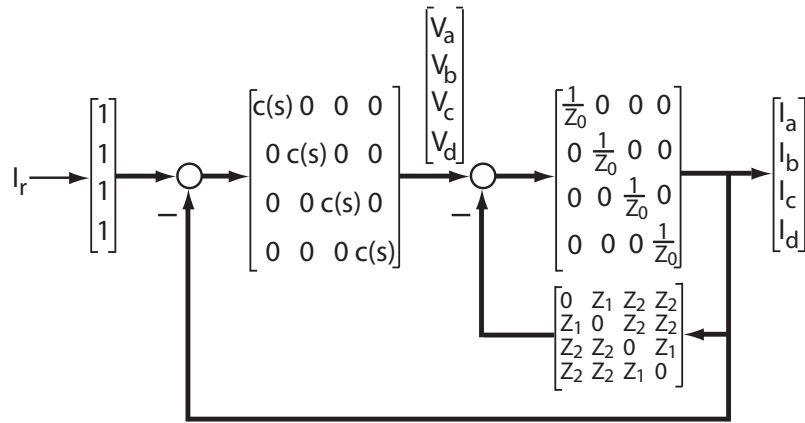 I_r
1
1
1
1
−
c(s) 0 0 0
0 c(s) 0 0
0 0 c(s) 0
0 0 0 c(s)
V_a
V_b
V_c
V_d
−
1/Z_0 0 0 0
0 1/Z_0 0 0
0 0 1/Z_0 0
0 0 0 1/Z_0
I_a
I_b
I_c
I_d
0 Z_1 Z_2 Z_2
Z_1 0 Z_2 Z_2
Z_2 Z_2 0 Z_1
Z_2 Z_2 Z_1 0